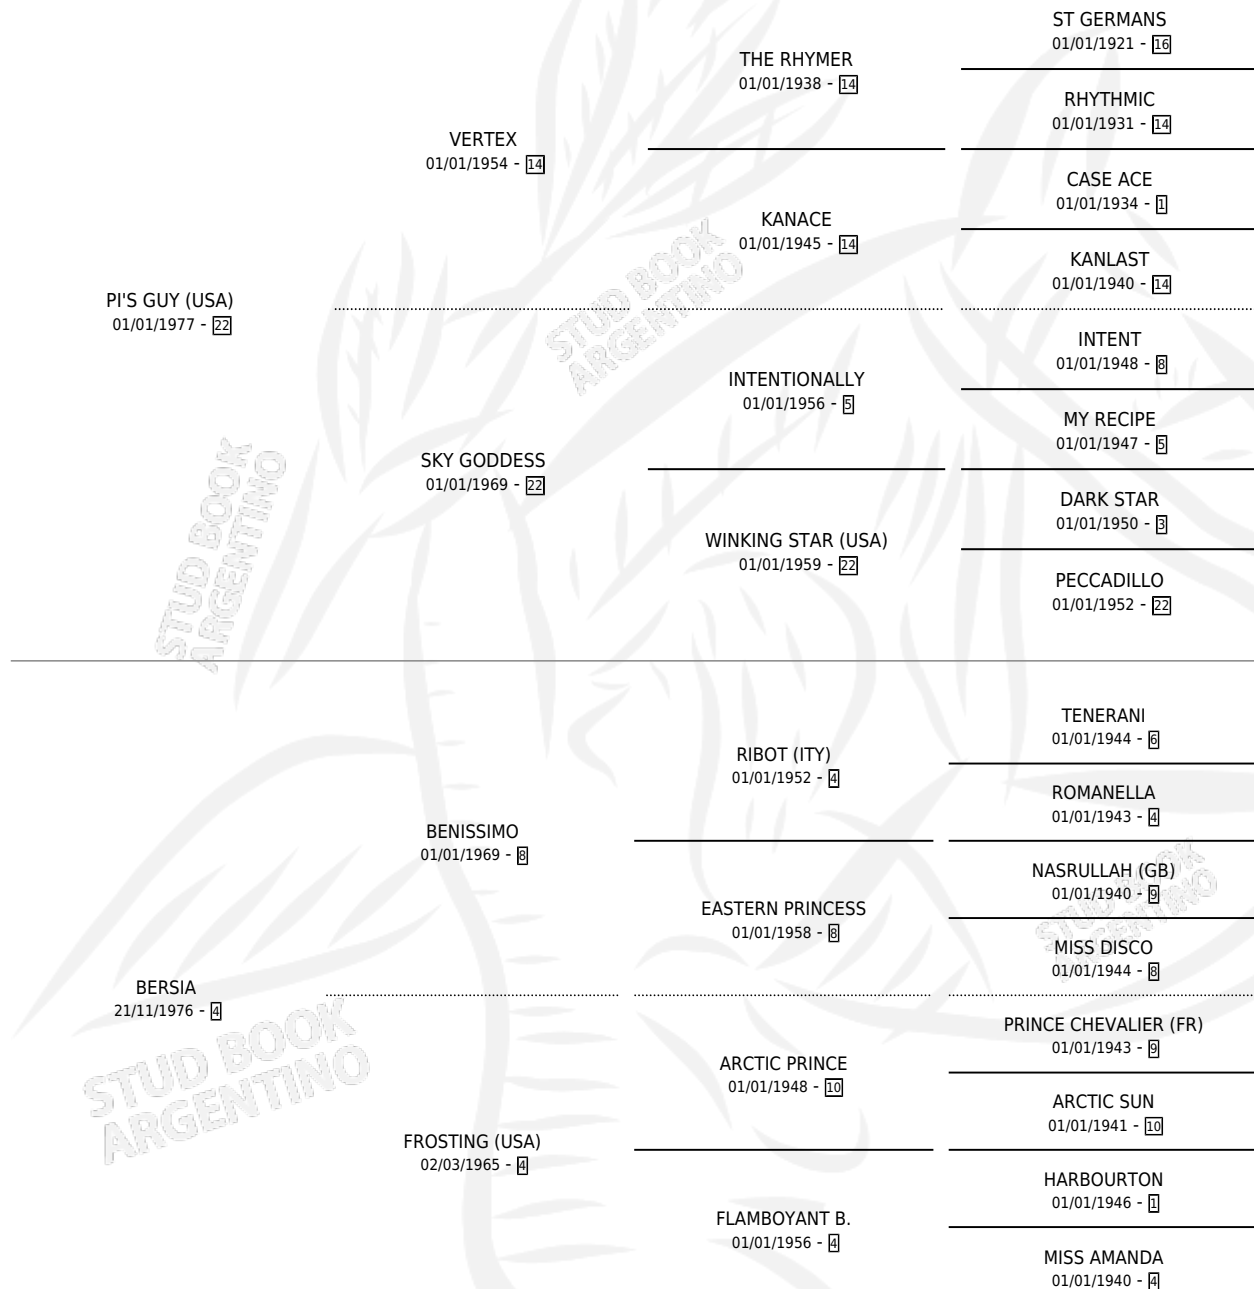 ST GERMANS
01/01/1921 - 16
THE RHYMER
01/01/1938 - 14
RHYTHMIC
01/01/1931 - 14
VERTEX
01/01/1954 - 14
CASE ACE
01/01/1934 - 1
KANACE
01/01/1945 - 14
KANLAST
01/01/1940 - 14
PI'S GUY (USA)
01/01/1977 - 22
INTENT
01/01/1948 - 8
INTENTIONALLY
01/01/1956 - 5
MY RECIPE
01/01/1947 - 5
SKY GODDESS
01/01/1969 - 22
DARK STAR
01/01/1950 - 3
WINKING STAR (USA)
01/01/1959 - 22
PECCADILLO
01/01/1952 - 22
STUD BOOK
ARGENTINO
STUD BOOK
ARGENTINO
TENERANI
01/01/1944 - 6
RIBOT (ITY)
01/01/1952 - 4
ROMANELLA
01/01/1943 - 4
BENISSIMO
01/01/1969 - 8
NASRULLAH (GB)
01/01/1940 - 9
EASTERN PRINCESS
01/01/1958 - 8
MISS DISCO
01/01/1944 - 8
STUD BOOK
ARGENTINO
BERSIA
21/11/1976 - 4
PRINCE CHEVALIER (FR)
01/01/1943 - 9
ARCTIC PRINCE
01/01/1948 - 10
ARCTIC SUN
01/01/1941 - 10
FROSTING (USA)
02/03/1965 - 4
HARBOURTON
01/01/1946 - 1
FLAMBOYANT B.
01/01/1956 - 4
MISS AMANDA
01/01/1940 - 4
STUD BOOK
ARGENTINO